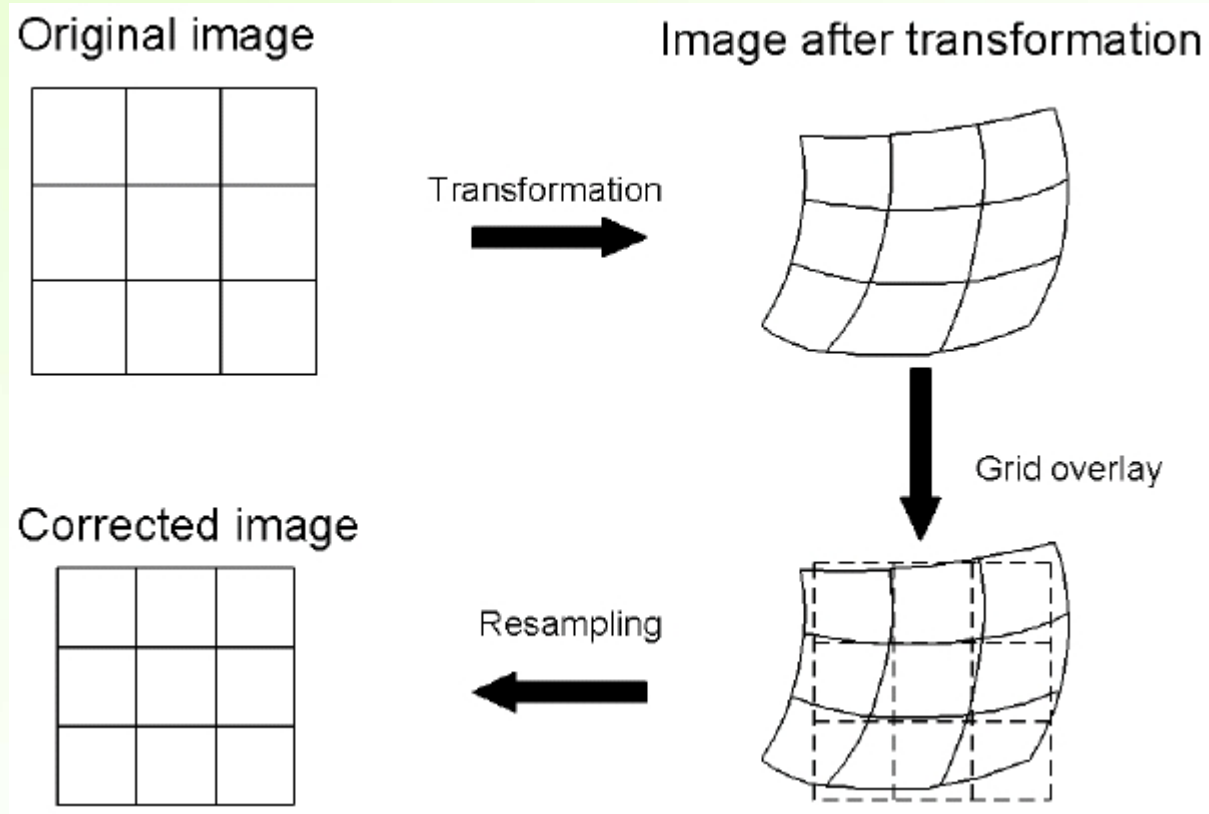 Original image
Image after transformation
Transformation
Grid overlay
Corrected image
Resampling